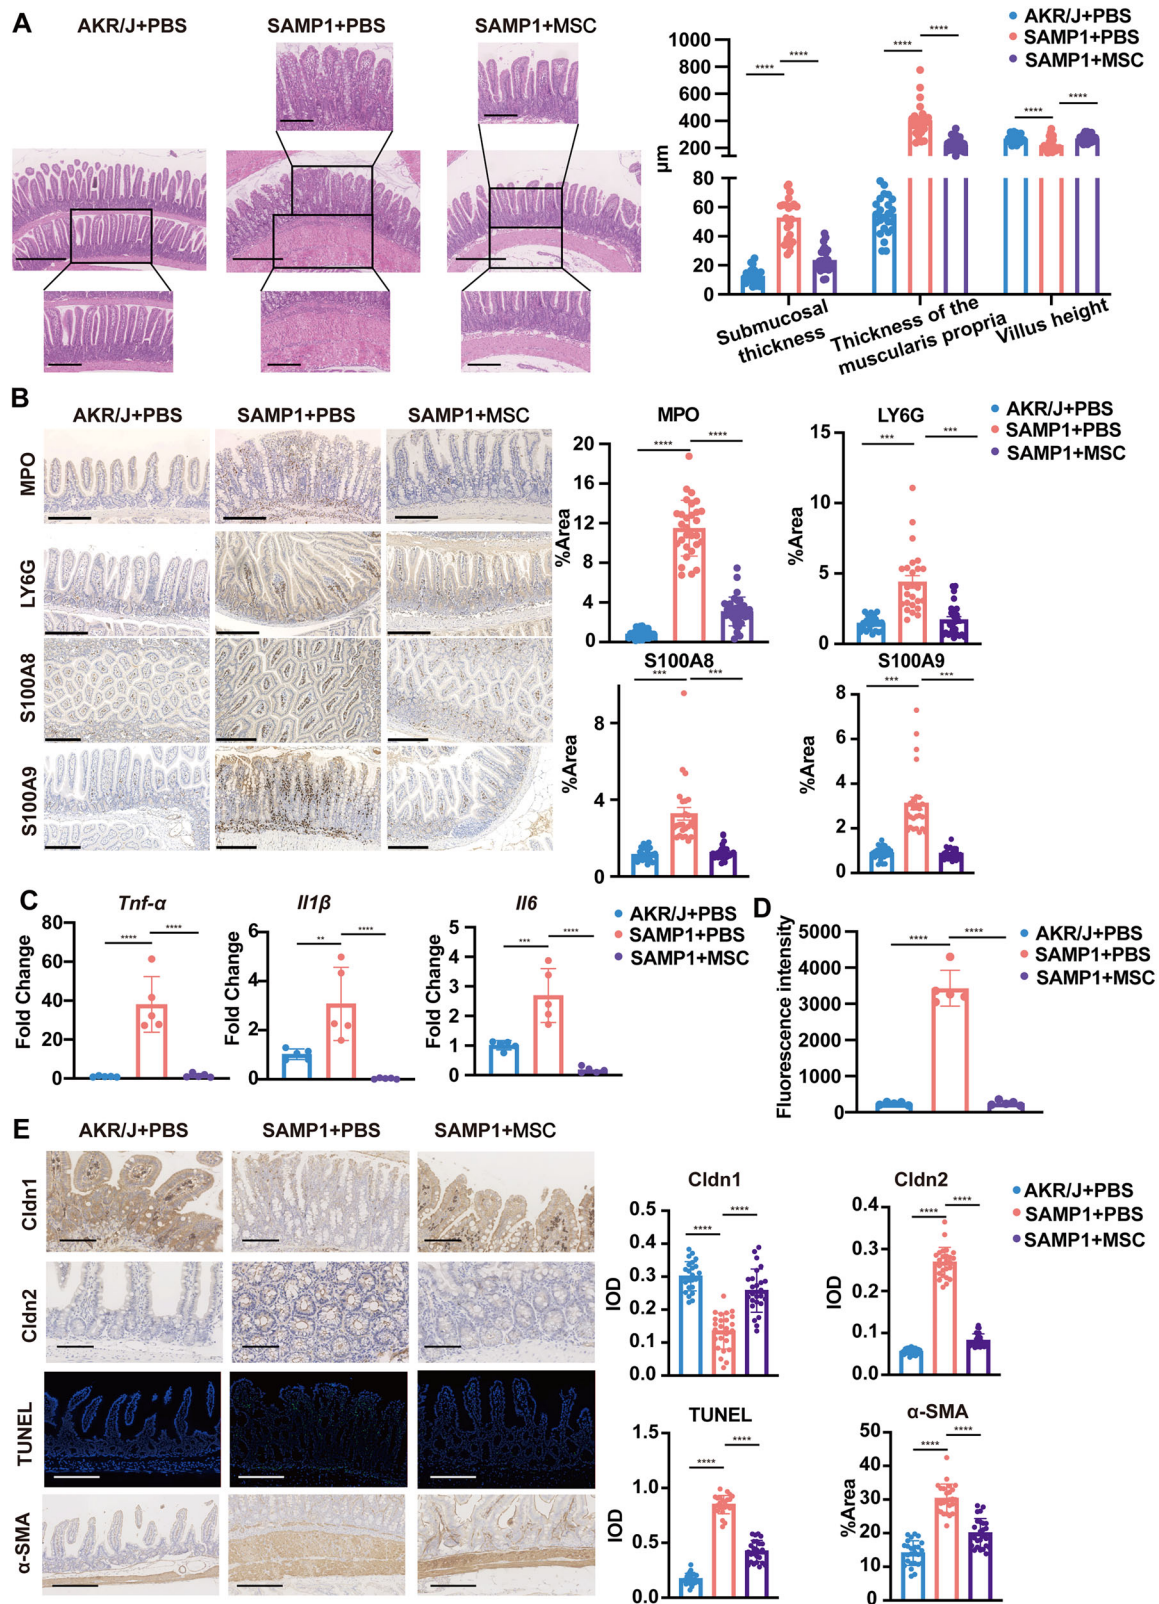 A
AKR/J+PBS
SAMP1+PBS
SAMP1+MSC
AKR/J+PBS
SAMP1+PBS
SAMP1+MSC
µm
1000
800
600
400
200
80
60
40
20
0
****
****
****
****
****
****
Submucosal
thickness
Thickness of the
muscularis propria
Villus height
B
AKR/J+PBS
SAMP1+PBS
SAMP1+MSC
MPO
LY6G
S100A8
S100A9
MPO
%Area
20
16
12
8
4
0
****
****
LY6G
%Area
15
10
5
0
***
***
AKR/J+PBS
SAMP1+PBS
SAMP1+MSC
S100A8
%Area
8
4
0
***
***
S100A9
%Area
8
6
4
2
0
***
***
C
Tnf-α
Fold Change
80
60
40
20
0
****
****
Il1β
Fold Change
6
4
2
0
**
****
Il6
Fold Change
5
4
3
2
1
0
***
****
AKR/J+PBS
SAMP1+PBS
SAMP1+MSC
D
Fluorescence intensity
5000
4000
3000
2000
1000
0
****
****
AKR/J+PBS
SAMP1+PBS
SAMP1+MSC
E
AKR/J+PBS
SAMP1+PBS
SAMP1+MSC
Cldn1
Cldn2
TUNEL
α-SMA
Cldn1
IOD
0.5
0.4
0.3
0.2
0.1
0.0
****
****
Cldn2
IOD
0.4
0.3
0.2
0.1
0.0
****
****
AKR/J+PBS
SAMP1+PBS
SAMP1+MSC
TUNEL
IOD
1.5
1.0
0.5
0.0
****
****
α-SMA
%Area
50
40
30
20
10
0
****
****